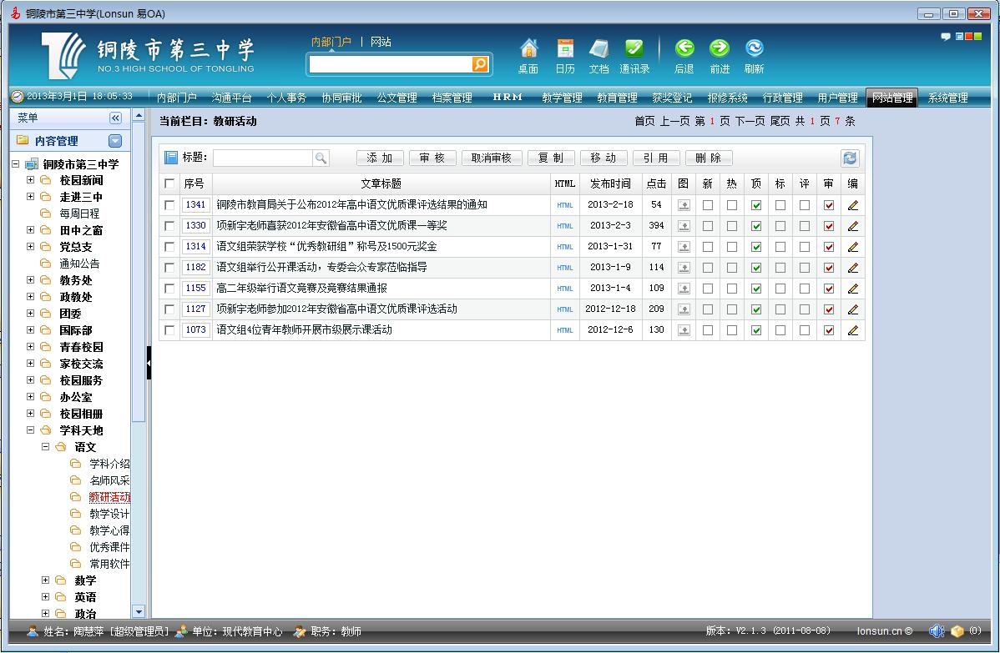 铜陵市第三中学(Lonsun 易OA)
铜陵市第三中学
NO.3 HIGH SCHOOL OF TONGLING
内部门户 | 网站
桌面 日历 文档 通讯录 后退 前进 刷新
2013年3月1日 18:05:33 内部门户 沟通平台 个人事务 协同审批 公文管理 档案管理 HRM 教学管理 教育管理 获奖登记 报修系统 行政管理 用户管理 网站管理 系统管理
菜单
内容管理
铜陵市第三中学
校园新闻
走进三中
每周日程
田中之窗
党总支
通知公告
教务处
政教处
团委
国际部
青春校园
家校交流
校园服务
办公室
校园相册
学科天地
语文
学科介绍
名师风采
教研活动
教学设计
教学心得
优秀课件
常用软件
数学
英语
政治
当前栏目：教研活动 首页 上一页 第 1 页 下一页 尾页 共 1 页 7 条
标题： 添 加 审 核 取消审核 复 制 移 动 引 用 删 除
序号 文章标题 HTML 发布时间 点击 图 新 热 顶 标 评 审 编
1341 铜陵市教育局关于公布2012年高中语文优质课评选结果的通知 HTML 2013-2-18 54
1330 项新宇老师喜获2012年安徽省高中语文优质课一等奖 HTML 2013-2-3 394
1314 语文组荣获学校“优秀教研组”称号及1500元奖金 HTML 2013-1-31 77
1182 语文组举行公开课活动，专委会众专家莅临指导 HTML 2013-1-9 114
1155 高二年级举行语文竞赛及竞赛结果通报 HTML 2013-1-4 109
1127 项新宇老师参加2012年安徽省高中语文优质课评选活动 HTML 2012-12-18 209
1073 语文组4位青年教师开展市级展示课活动 HTML 2012-12-6 130
姓名：陶慧萍 [超级管理员] 单位：现代教育中心 职务：教师 版本：V2.1.3 (2011-08-08) lonsun.cn © (0)